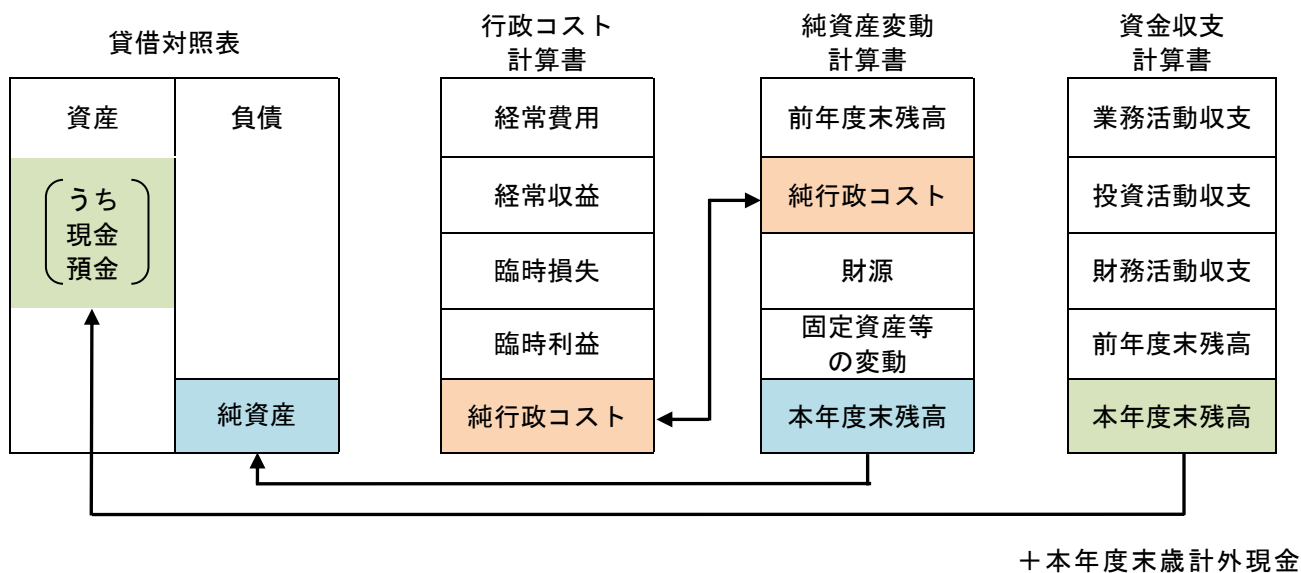 貸借対照表
資産
負債
うち
現金
預金
純資産
行政コスト
計算書
経常費用
経常収益
臨時損失
臨時利益
純行政コスト
純資産変動
計算書
前年度末残高
純行政コスト
財源
固定資産等
の変動
本年度末残高
資金収支
計算書
業務活動収支
投資活動収支
財務活動収支
前年度末残高
本年度末残高
＋本年度末歳計外現金